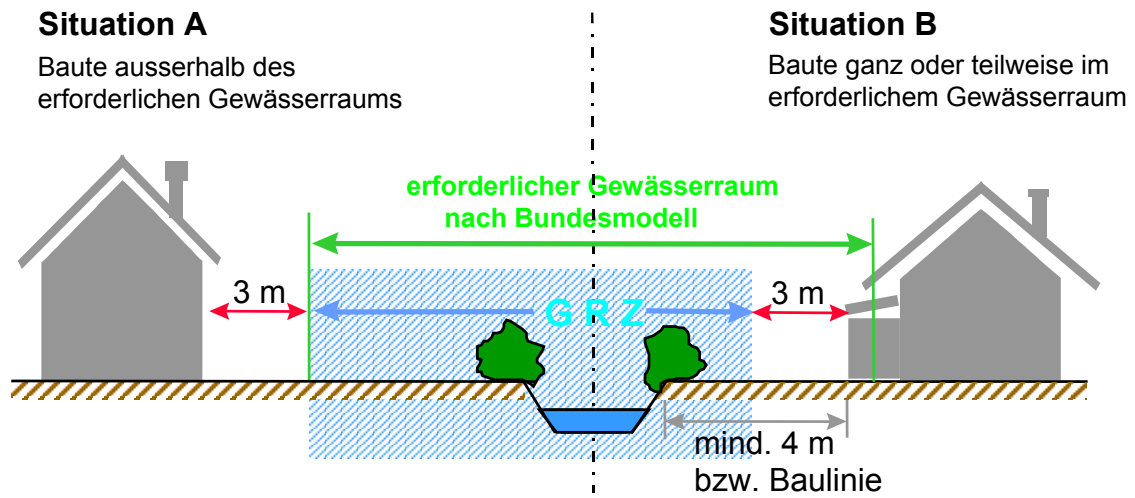 Situation A
Baute ausserhalb des
erforderlichen Gewässerraums
Situation B
Baute ganz oder teilweise im
erforderlichem Gewässerraum
erforderlicher Gewässerraum
nach Bundesmodell
3 m
G R Z
3 m
mind. 4 m
bzw. Baulinie